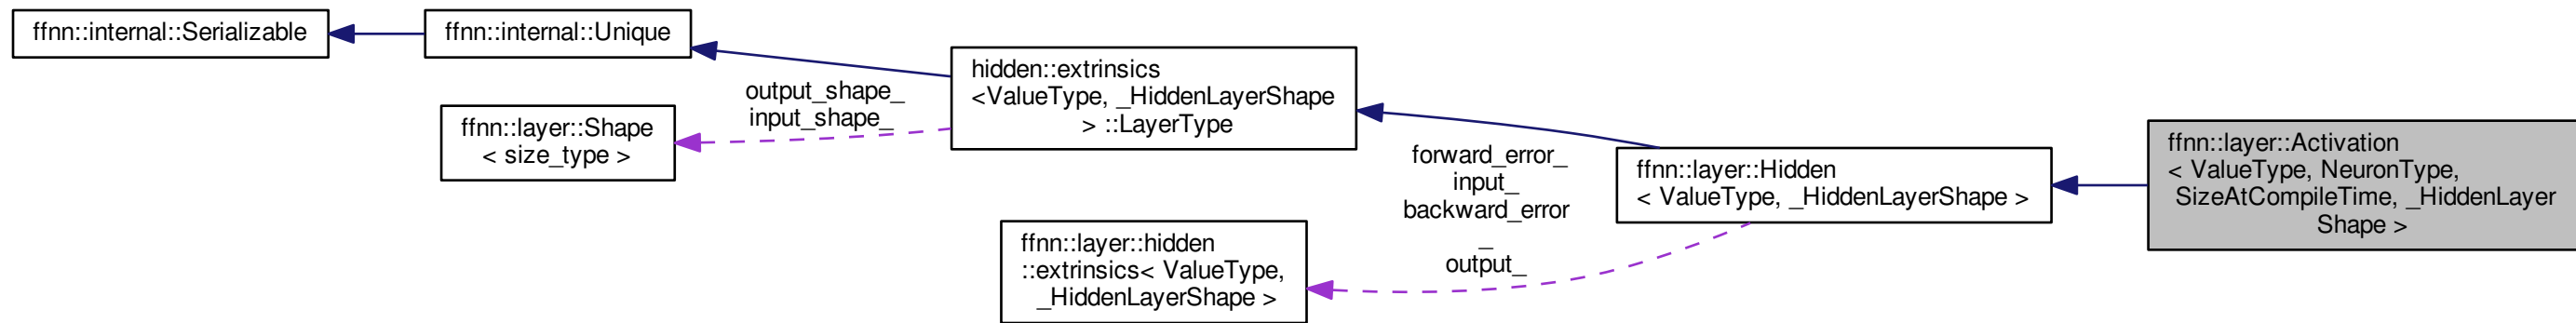 ffnn::internal::Serializable
ffnn::internal::Unique
output_shape_
input_shape_
ffnn::layer::Shape
< size_type >
hidden::extrinsics
<ValueType, _HiddenLayerShape
> ::LayerType
forward_error_
input_
backward_error
_
output_
ffnn::layer::hidden
::extrinsics< ValueType,
_HiddenLayerShape >
ffnn::layer::Hidden
< ValueType, _HiddenLayerShape >
ffnn::layer::Activation
< ValueType, NeuronType,
SizeAtCompileTime, _HiddenLayer
Shape >